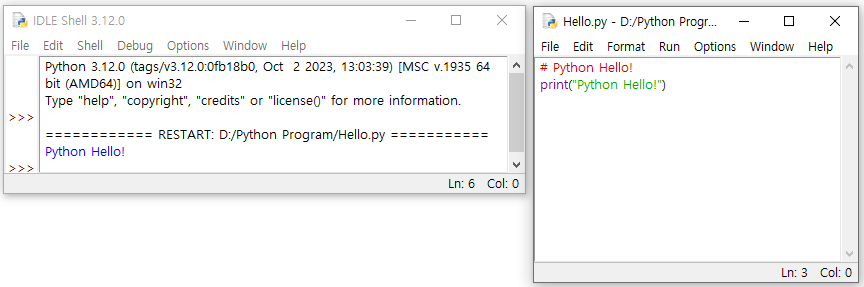 IDLE Shell 3.12.0
File Edit Shell Debug Options Window Help
Python 3.12.0 (tags/v3.12.0:0fb18b0, Oct  2 2023, 13:03:39) [MSC v.1935 64
bit (AMD64)] on win32
Type "help", "copyright", "credits" or "license()" for more information.
>>>
============ RESTART: D:/Python Program/Hello.py ===========
Python Hello!
>>>
Ln: 6 Col: 0
Hello.py - D:/Python Progr...
File Edit Format Run Options Window Help
# Python Hello!
print("Python Hello!")
Ln: 3 Col: 0